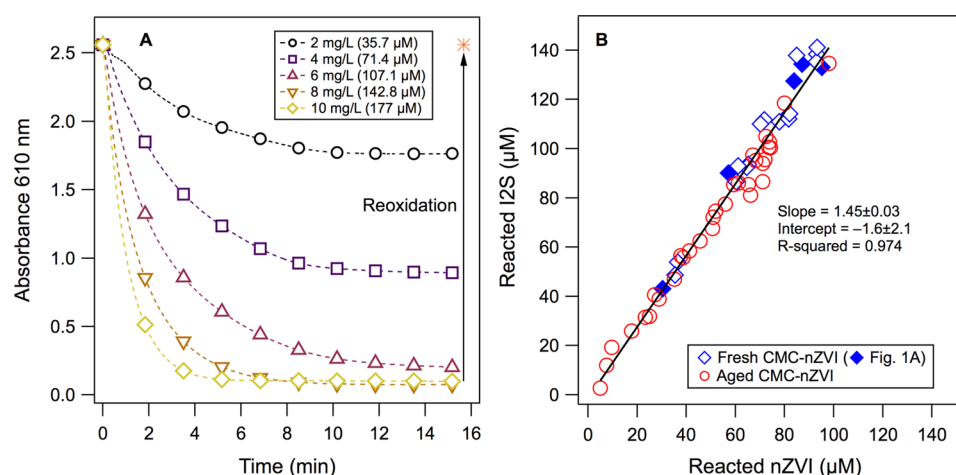 A
2 mg/L (35.7 µM)
4 mg/L (71.4 µM)
6 mg/L (107.1 µM)
8 mg/L (142.8 µM)
10 mg/L (177 µM)
Reoxidation
Absorbance 610 nm
2.5
2.0
1.5
1.0
0.5
0.0
0 2 4 6 8 10 12 14 16
Time (min)
B
Reacted I2S (µM)
140
120
100
80
60
40
20
0
Slope = 1.45±0.03
Intercept = –1.6±2.1
R-squared = 0.974
Fresh CMC-nZVI ( Fig. 1A)
Aged CMC-nZVI
0 20 40 60 80 100 120 140
Reacted nZVI (µM)